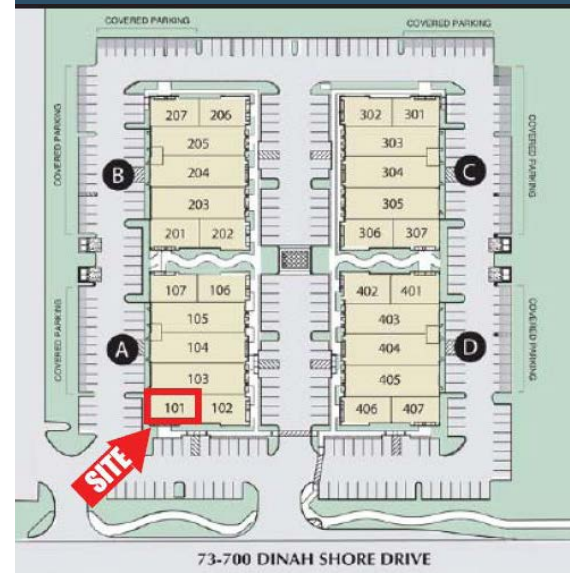 COVERED PARKING
COVERED PARKING
COVERED PARKING
COVERED PARKING
207 206
205
B 204
203
201 202
302 301
303
304 C
305
306 307
107 106
105
A 104
103
101 102
402 401
403
404 D
405
406 407
COVERED PARKING
COVERED PARKING
SITE
73-700 DINAH SHORE DRIVE